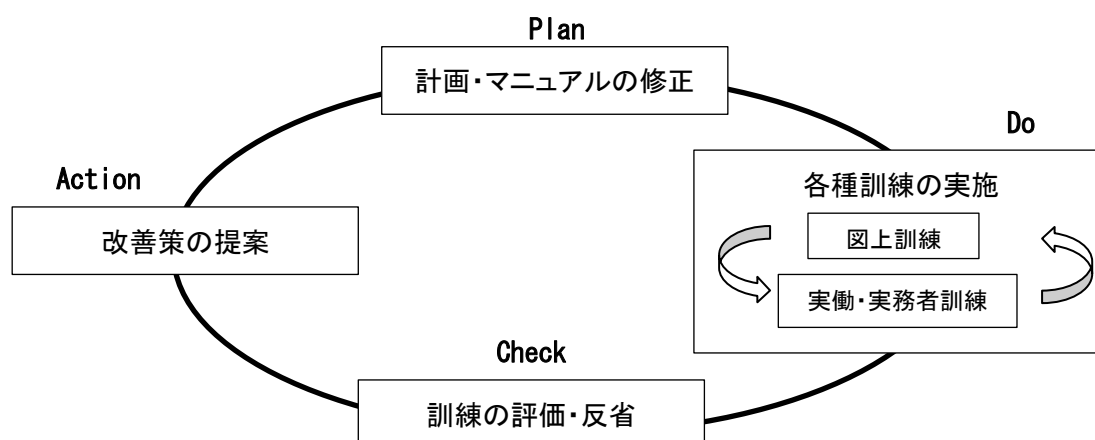 Plan
計画・マニュアルの修正
Do
各種訓練の実施
図上訓練
実働・実務者訓練
Action
改善策の提案
Check
訓練の評価・反省